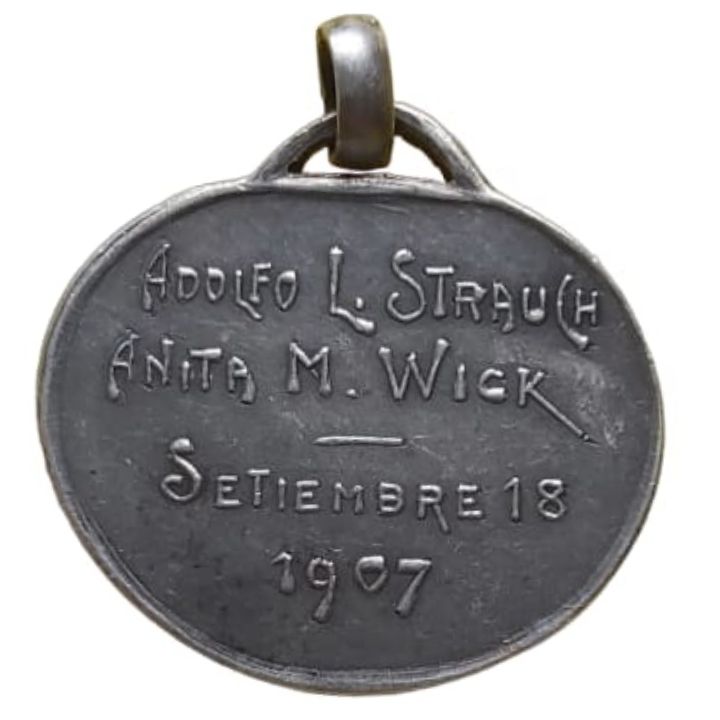 ADOLFO L. STRAUCH
ANITA M. WICK
SETIEMBRE 18
1907